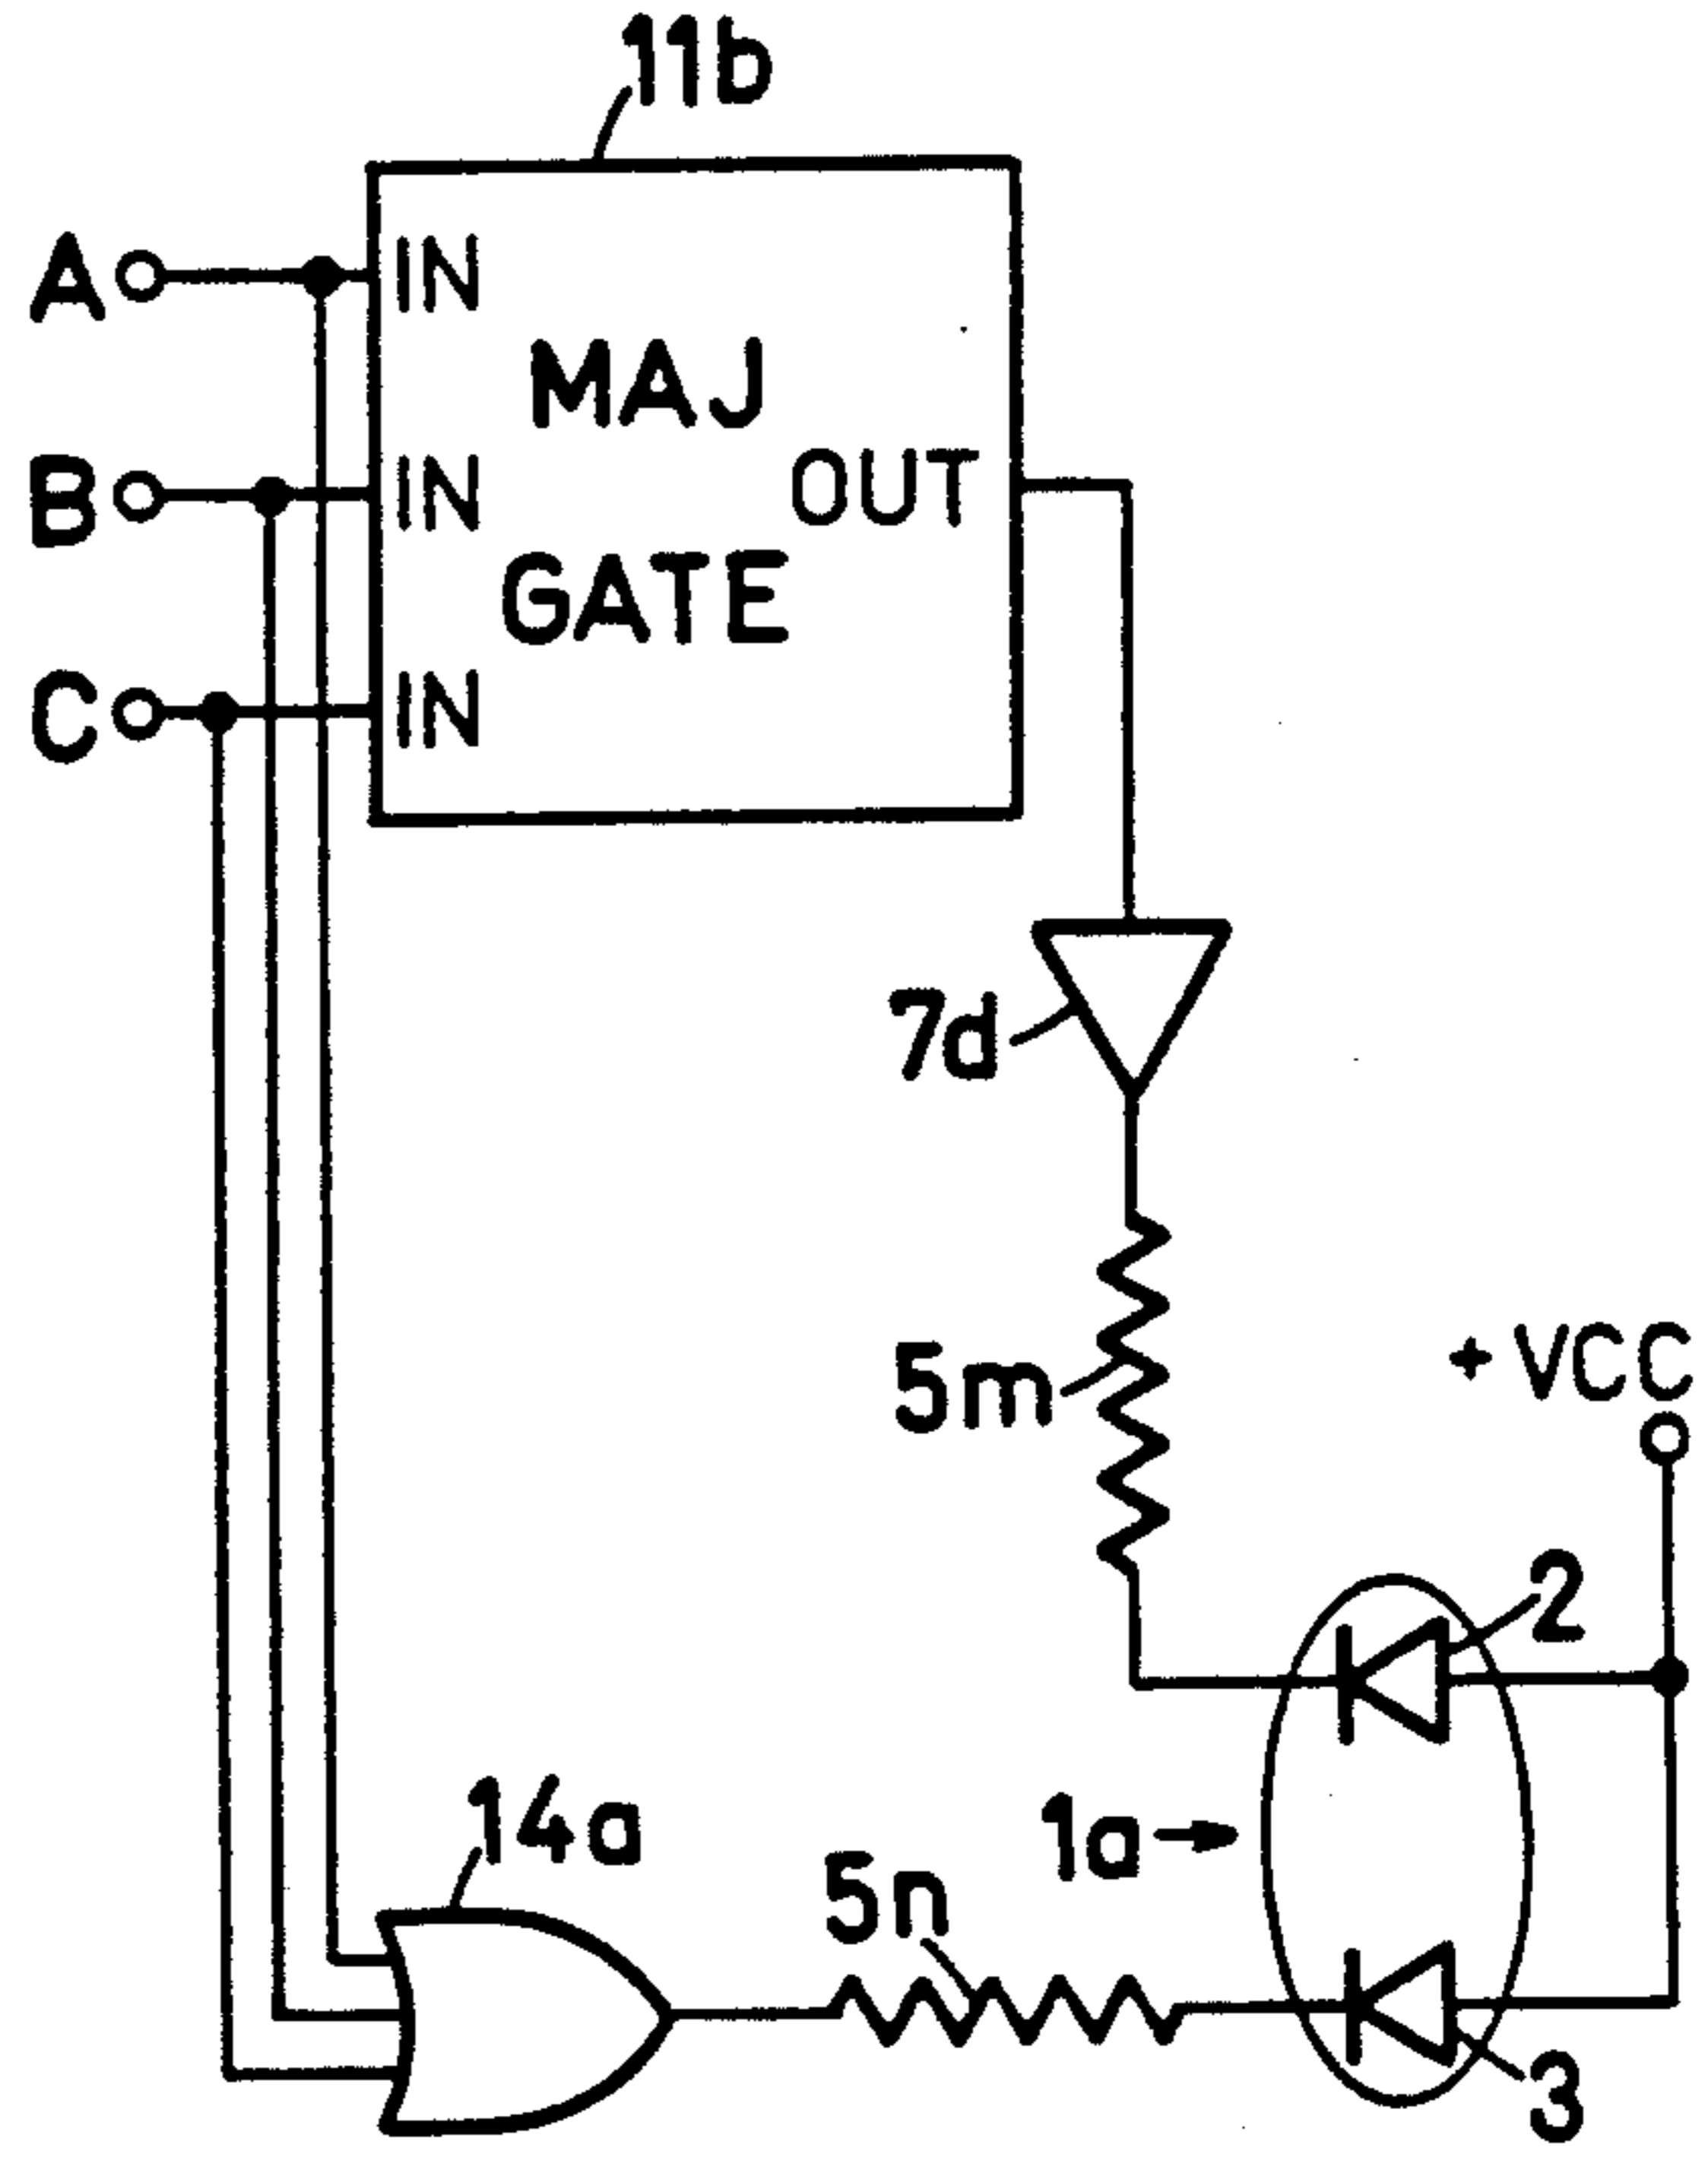 11b
A IN
MAJ
B IN OUT
GATE
C IN
7d
5m
+ VCC
2
14a
1a
5n
3